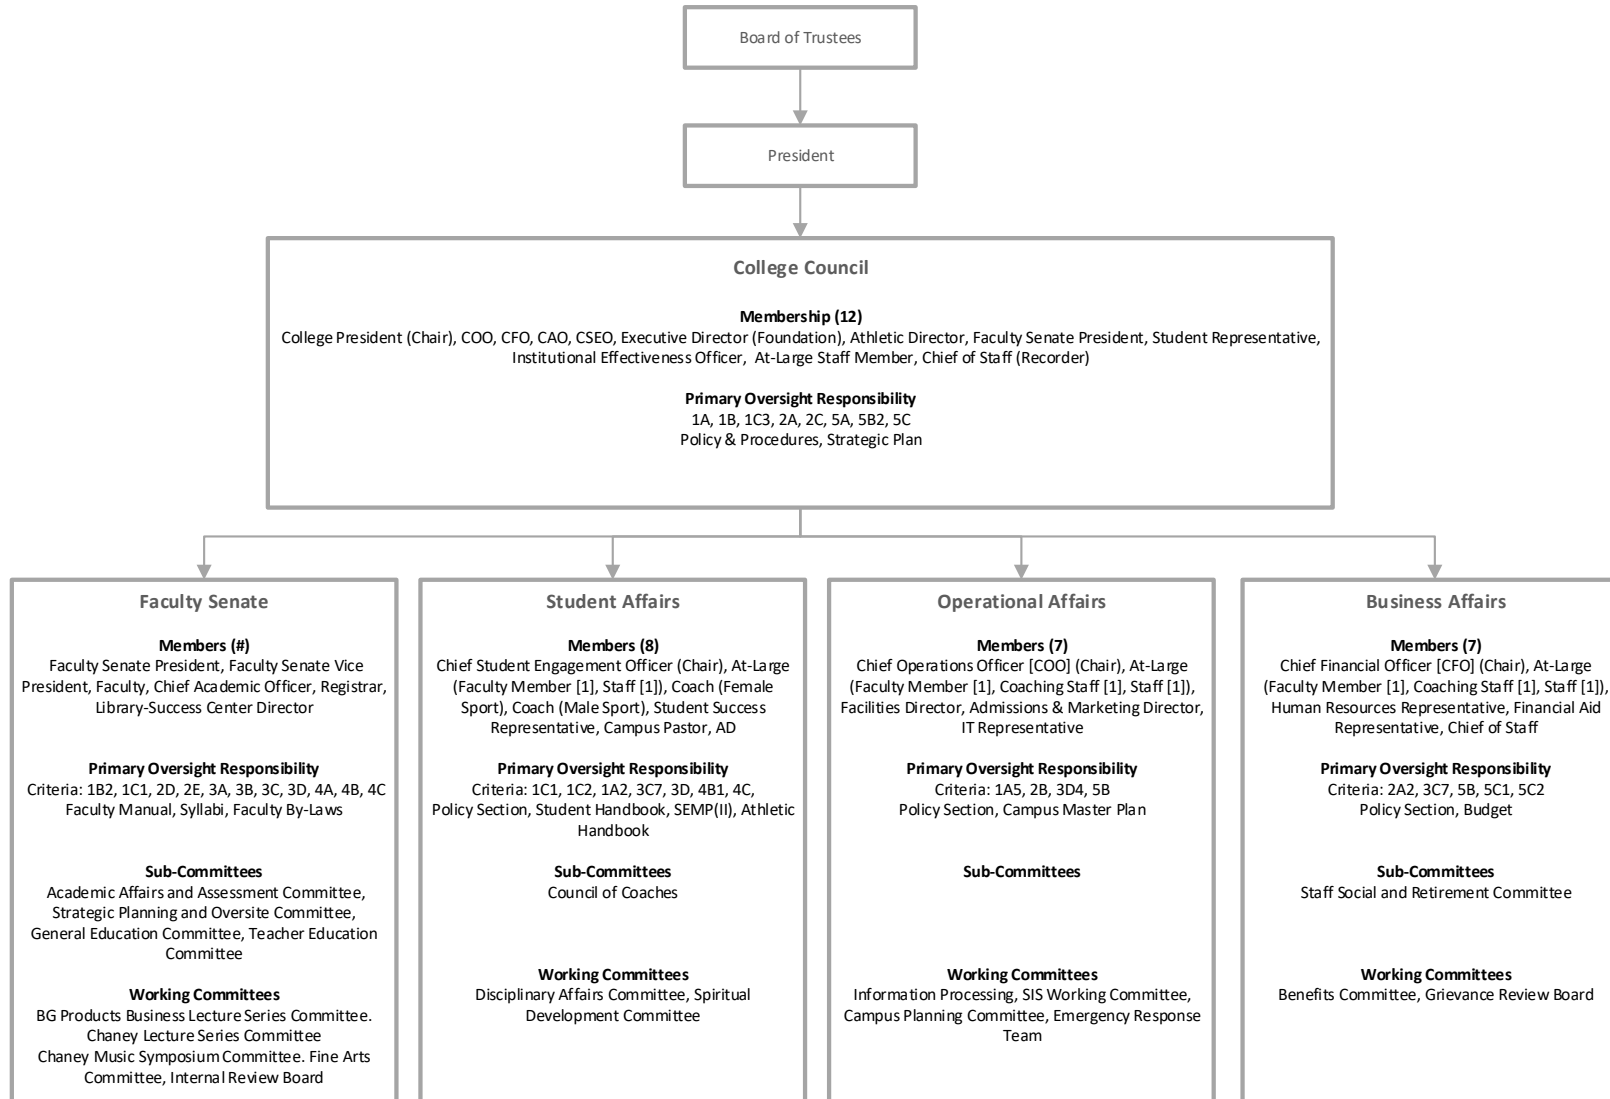 Board of Trustees
President
College Council
Membership (12)
College President (Chair), COO, CFO, CAO, CSEO, Executive Director (Foundation), Athletic Director, Faculty Senate President, Student Representative,
Institutional Effectiveness Officer, At-Large Staff Member, Chief of Staff (Recorder)
Primary Oversight Responsibility
1A, 1B, 1C3, 2A, 2C, 5A, 5B2, 5C
Policy & Procedures, Strategic Plan
Faculty Senate
Members (#)
Faculty Senate President, Faculty Senate Vice
President, Faculty, Chief Academic Officer, Registrar,
Library-Success Center Director
Primary Oversight Responsibility
Criteria: 1B2, 1C1, 2D, 2E, 3A, 3B, 3C, 3D, 4A, 4B, 4C
Faculty Manual, Syllabi, Faculty By-Laws
Sub-Committees
Academic Affairs and Assessment Committee,
Strategic Planning and Oversite Committee,
General Education Committee, Teacher Education
Committee
Working Committees
BG Products Business Lecture Series Committee.
Chaney Lecture Series Committee
Chaney Music Symposium Committee. Fine Arts
Committee, Internal Review Board
Student Affairs
Members (8)
Chief Student Engagement Officer (Chair), At-Large
(Faculty Member [1], Staff [1]), Coach (Female
Sport), Coach (Male Sport), Student Success
Representative, Campus Pastor, AD
Primary Oversight Responsibility
Criteria: 1C1, 1C2, 1A2, 3C7, 3D, 4B1, 4C,
Policy Section, Student Handbook, SEMP(II), Athletic
Handbook
Sub-Committees
Council of Coaches
Working Committees
Disciplinary Affairs Committee, Spiritual
Development Committee
Operational Affairs
Members (7)
Chief Operations Officer [COO] (Chair), At-Large
(Faculty Member [1], Coaching Staff [1], Staff [1]),
Facilities Director, Admissions & Marketing Director,
IT Representative
Primary Oversight Responsibility
Criteria: 1A5, 2B, 3D4, 5B
Policy Section, Campus Master Plan
Sub-Committees
Working Committees
Information Processing, SIS Working Committee,
Campus Planning Committee, Emergency Response
Team
Business Affairs
Members (7)
Chief Financial Officer [CFO] (Chair), At-Large
(Faculty Member [1], Coaching Staff [1], Staff [1]),
Human Resources Representative, Financial Aid
Representative, Chief of Staff
Primary Oversight Responsibility
Criteria: 2A2, 3C7, 5B, 5C1, 5C2
Policy Section, Budget
Sub-Committees
Staff Social and Retirement Committee
Working Committees
Benefits Committee, Grievance Review Board